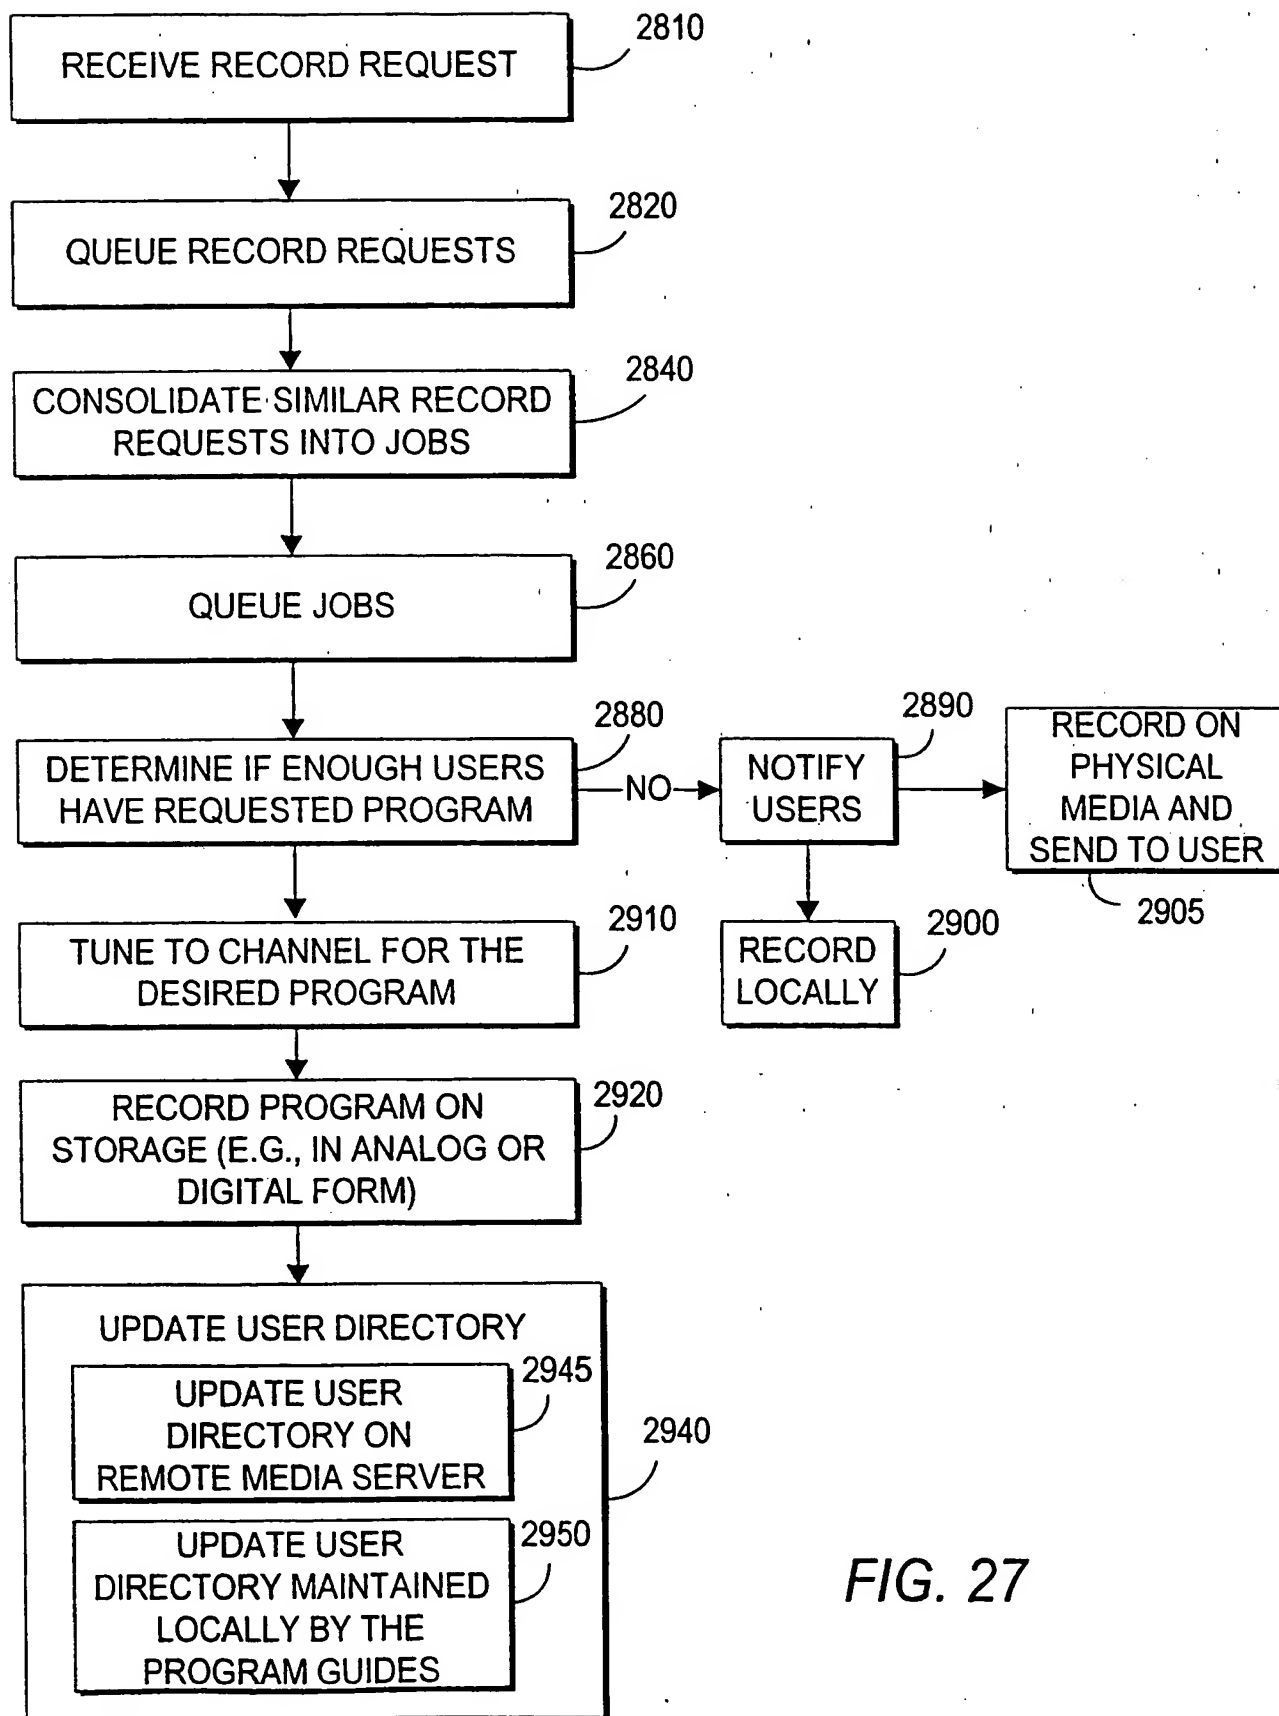 RECEIVE RECORD REQUEST
2810
QUEUE RECORD REQUESTS
2820
CONSOLIDATE SIMILAR RECORD
REQUESTS INTO JOBS
2840
QUEUE JOBS
2860
DETERMINE IF ENOUGH USERS
HAVE REQUESTED PROGRAM
2880
NO
NOTIFY
USERS
2890
RECORD ON
PHYSICAL
MEDIA AND
SEND TO USER
2905
RECORD
LOCALLY
2900
TUNE TO CHANNEL FOR THE
DESIRED PROGRAM
2910
RECORD PROGRAM ON
STORAGE (E.G., IN ANALOG OR
DIGITAL FORM)
2920
UPDATE USER DIRECTORY
2940
UPDATE USER
DIRECTORY ON
REMOTE MEDIA SERVER
2945
UPDATE USER
DIRECTORY MAINTAINED
LOCALLY BY THE
PROGRAM GUIDES
2950
FIG. 27